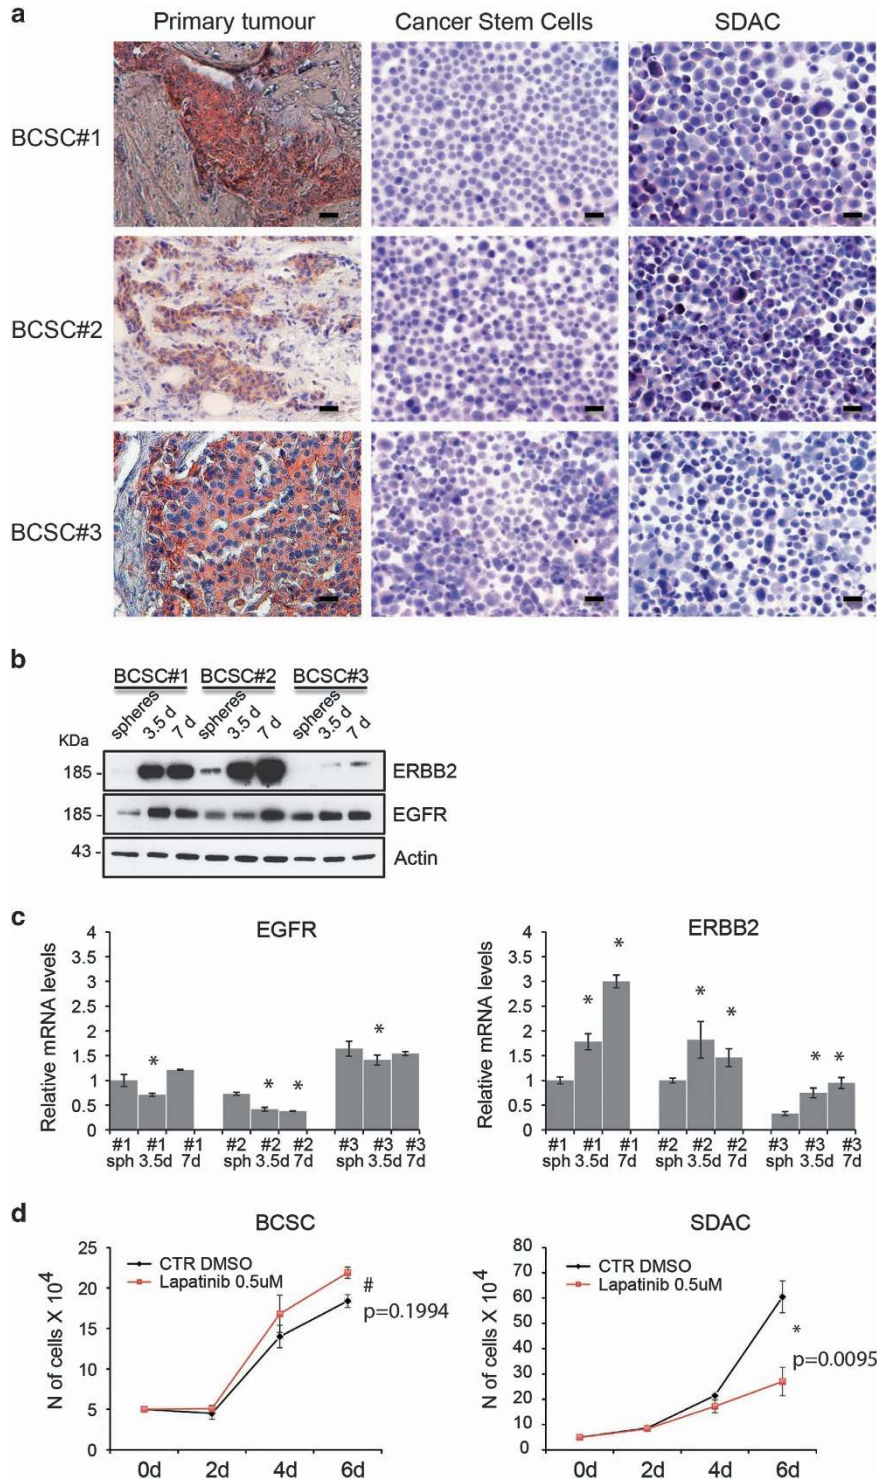 a
Primary tumour Cancer Stem Cells SDAC
BCSC#1
BCSC#2
BCSC#3
b
BCSC#1 BCSC#2 BCSC#3
spheres 3.5 d 7 d spheres 3.5 d 7 d spheres 3.5 d 7 d
KDa
185 - ERBB2
185 - EGFR
43 - Actin
c
EGFR
Relative mRNA levels
4
3.5
3
2.5
2
1.5
1
0.5
0
* * * *
#1 #1 #1 #2 #2 #2 #3 #3 #3
sph 3.5d 7d sph 3.5d 7d sph 3.5d 7d
ERBB2
Relative mRNA levels
4
3.5
3
2.5
2
1.5
1
0.5
0
* * * * * *
#1 #1 #1 #2 #2 #2 #3 #3 #3
sph 3.5d 7d sph 3.5d 7d sph 3.5d 7d
d
BCSC
N of cells X 10^4
25
20
15
10
5
0
CTR DMSO
Lapatinib 0.5uM
#
p=0.1994
0d 2d 4d 6d
SDAC
N of cells X 10^4
80
70
60
50
40
30
20
10
0
CTR DMSO
Lapatinib 0.5uM
*
p=0.0095
0d 2d 4d 6d